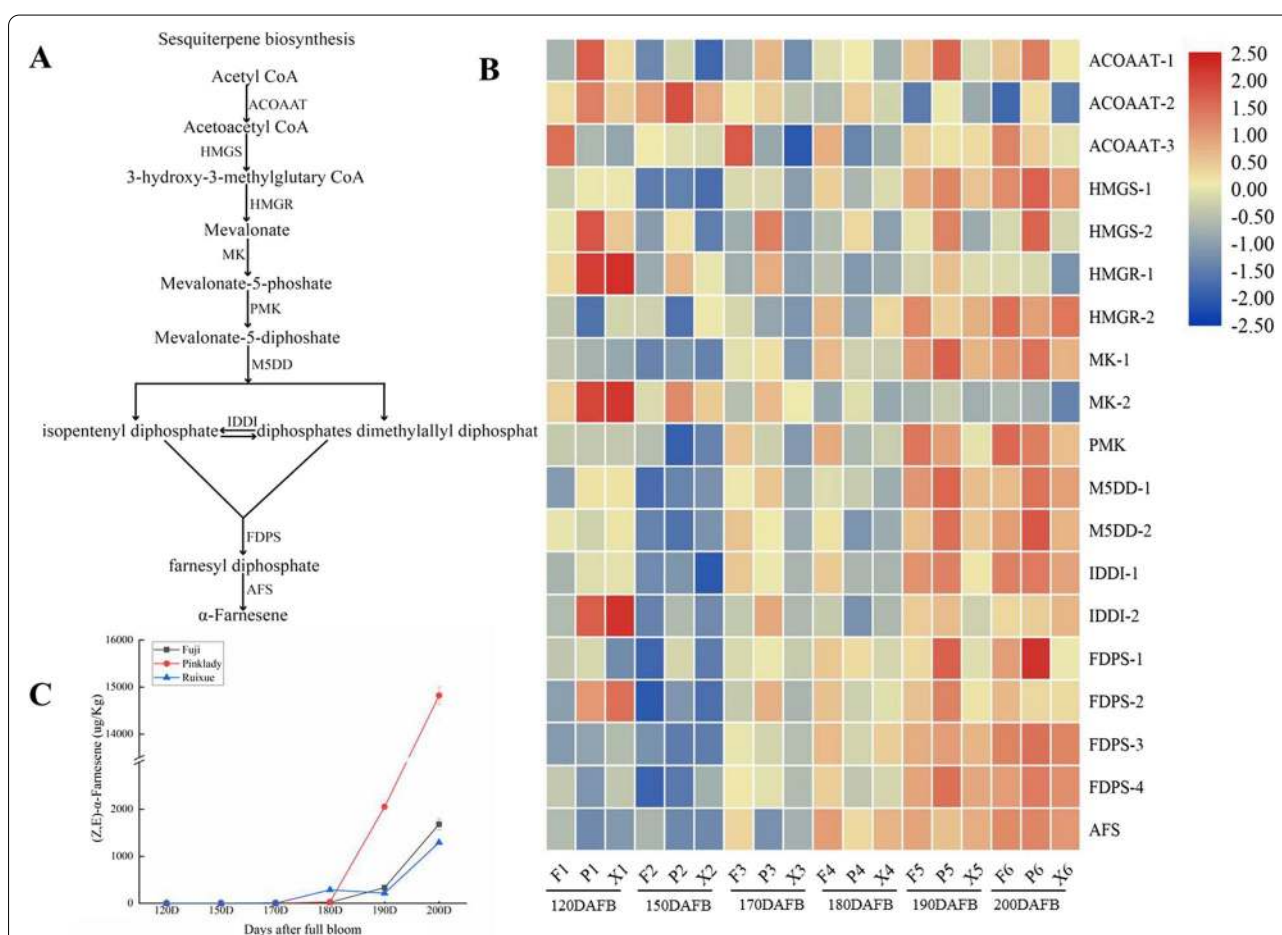 A
Sesquiterpene biosynthesis
Acetyl CoA
ACOAAT
Acetoacetyl CoA
HMGS
3-hydroxy-3-methylglutary CoA
HMGR
Mevalonate
MK
Mevalonate-5-phoshate
PMK
Mevalonate-5-diphoshate
M5DD
IDDI
isopentenyl diphosphate diphosphates dimethylallyl diphosphat
FDPS
farnesyl diphosphate
AFS
α-Farnesene
B
ACOAAT-1
ACOAAT-2
ACOAAT-3
HMGS-1
HMGS-2
HMGR-1
HMGR-2
MK-1
MK-2
PMK
M5DD-1
M5DD-2
IDDI-1
IDDI-2
FDPS-1
FDPS-2
FDPS-3
FDPS-4
AFS
2.50
2.00
1.50
1.00
0.50
0.00
-0.50
-1.00
-1.50
-2.00
-2.50
F1 P1 X1 F2 P2 X2 F3 P3 X3 F4 P4 X4 F5 P5 X5 F6 P6 X6
120DAFB 150DAFB 170DAFB 180DAFB 190DAFB 200DAFB
C
Fuji
Pinklady
Ruixue
(Z,E)-α-Farnesene (ug/Kg)
16000
15000
14000
2000
1000
0
120D 150D 170D 180D 190D 200D
Days after full bloom